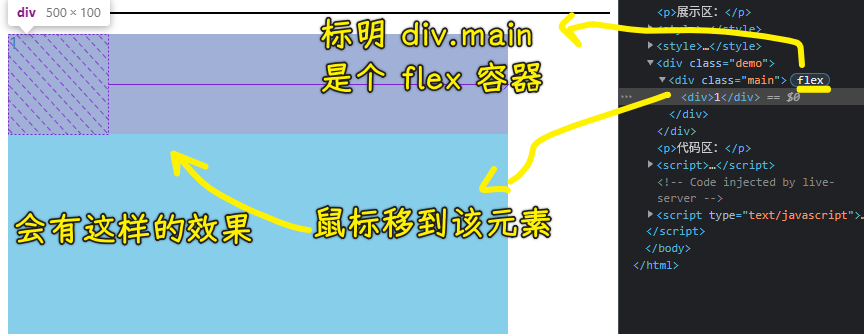 div 500 × 100
标明 div.main
是个 flex 容器
会有这样的效果
鼠标移到该元素
<p>展示区：</p>
<style>…</style>
<style>…</style>
<div class="demo">
<div class="main"> flex
<div>1</div> == $0
</div>
</div>
<p>代码区：</p>
<script>…</script>
<!-- Code injected by live-
server -->
<script type="text/javascript">…
</script>
</body>
</html>